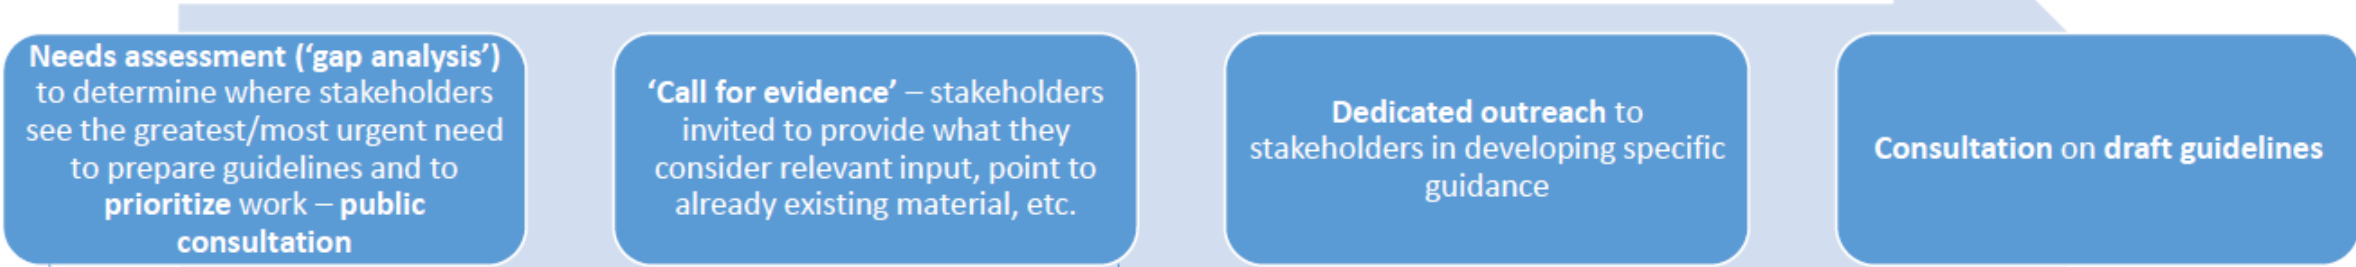 Needs assessment (‘gap analysis’)
to determine where stakeholders
see the greatest/most urgent need
to prepare guidelines and to
prioritize work – public
consultation
‘Call for evidence’ – stakeholders
invited to provide what they
consider relevant input, point to
already existing material, etc.
Dedicated outreach to
stakeholders in developing specific
guidance
Consultation on draft guidelines